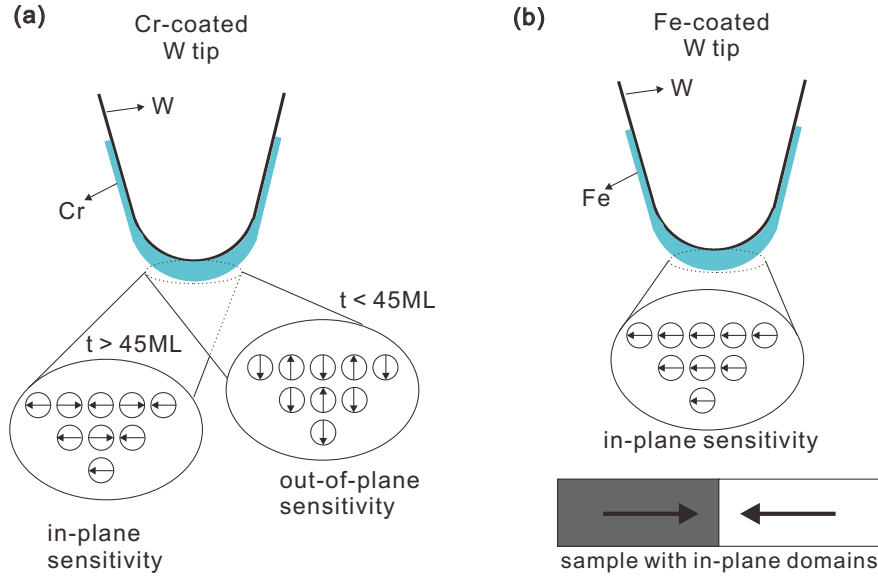 (a)
Cr-coated
W tip
W
Cr
t > 45ML
t < 45ML
in-plane
sensitivity
out-of-plane
sensitivity
(b)
Fe-coated
W tip
W
Fe
in-plane sensitivity
sample with in-plane domains